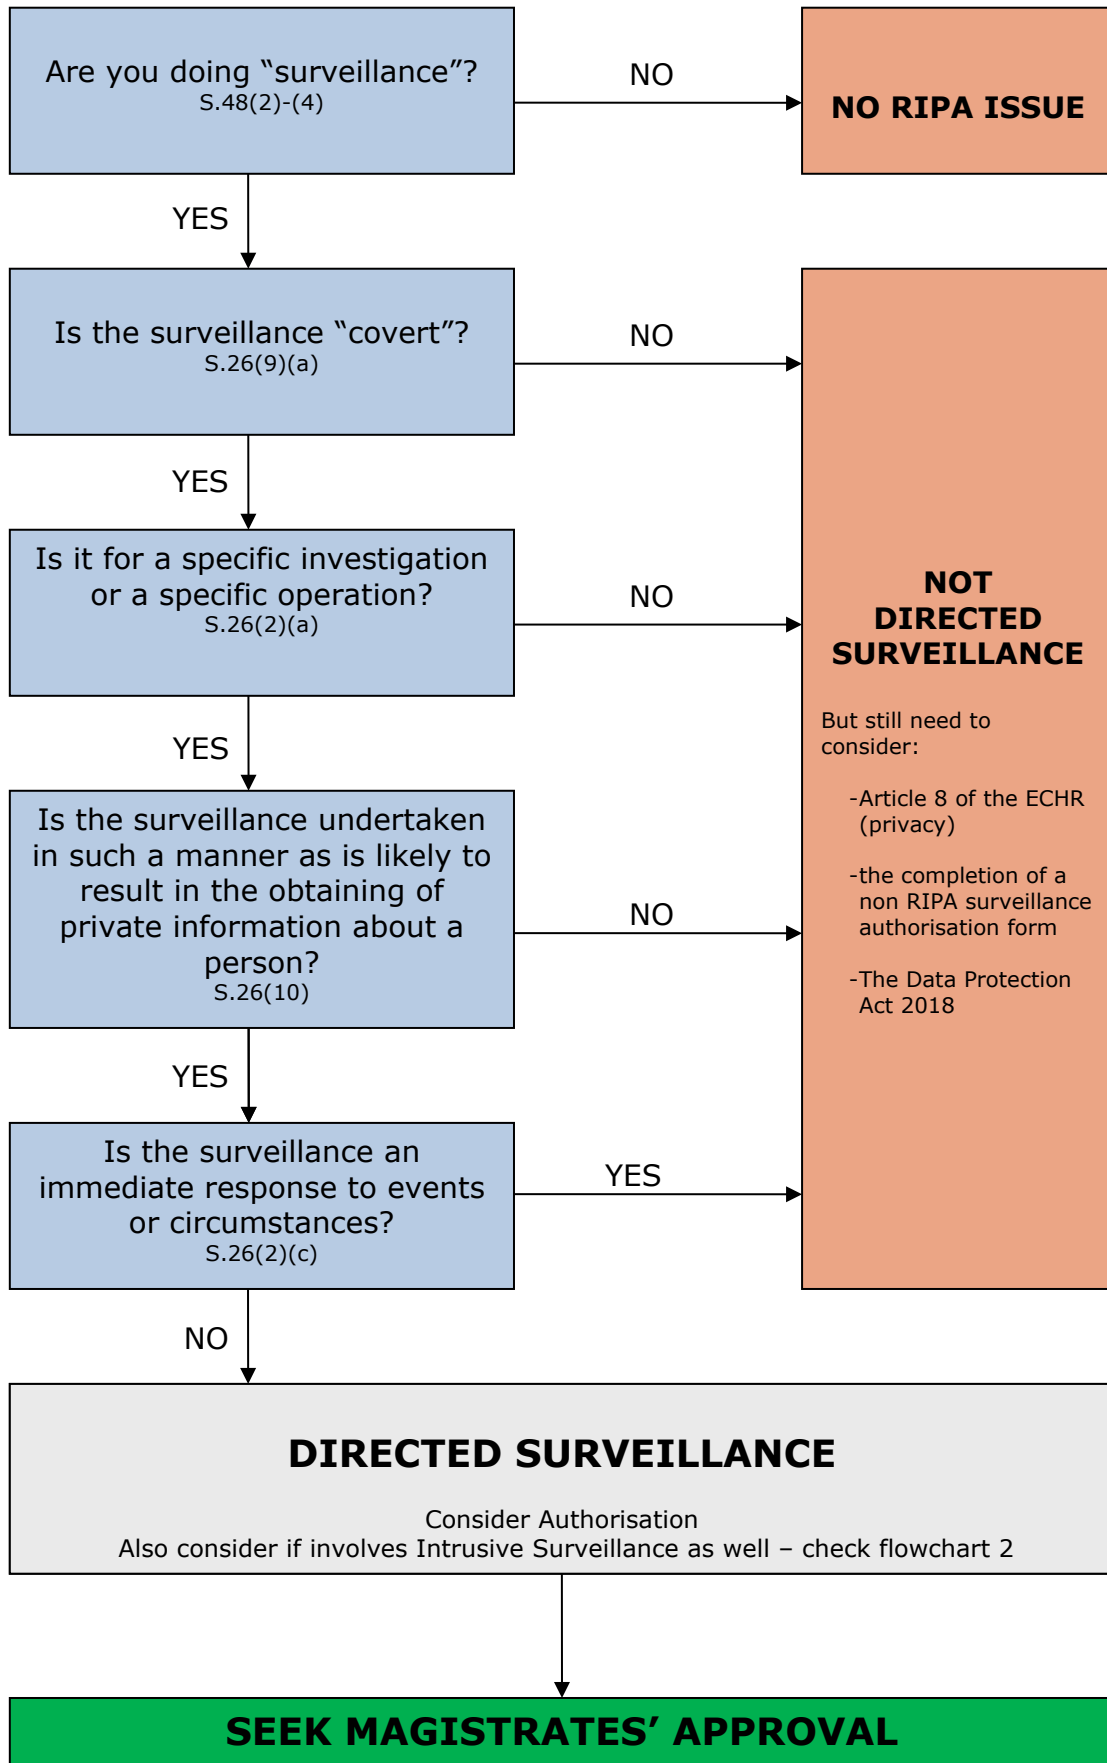 Are you doing “surveillance”?
S.48(2)-(4)
NO
NO RIPA ISSUE
YES
Is the surveillance “covert”?
S.26(9)(a)
NO
YES
Is it for a specific investigation
or a specific operation?
S.26(2)(a)
NO
NOT
DIRECTED
SURVEILLANCE
But still need to
consider:
-Article 8 of the ECHR
(privacy)
-the completion of a
non RIPA surveillance
authorisation form
-The Data Protection
Act 2018
YES
Is the surveillance undertaken
in such a manner as is likely to
result in the obtaining of
private information about a
person?
S.26(10)
NO
YES
Is the surveillance an
immediate response to events
or circumstances?
S.26(2)(c)
YES
NO
DIRECTED SURVEILLANCE
Consider Authorisation
Also consider if involves Intrusive Surveillance as well – check flowchart 2
SEEK MAGISTRATES’ APPROVAL